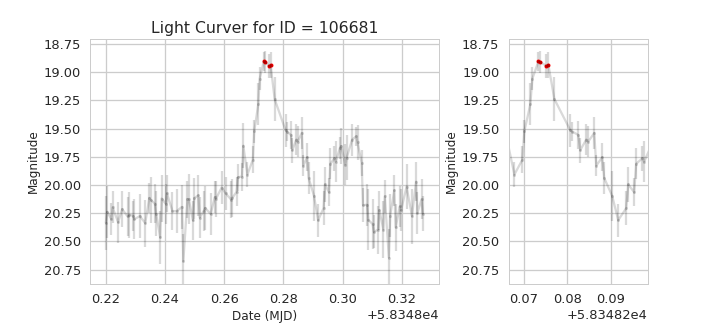 Light Curver for ID = 106681
Magnitude
18.75
19.00
19.25
19.50
19.75
20.00
20.25
20.50
20.75
0.22 0.24 0.26 0.28 0.30 0.32
Date (MJD)
+5.8348e4
Magnitude
18.75
19.00
19.25
19.50
19.75
20.00
20.25
20.50
20.75
0.07 0.08 0.09
+5.83482e4